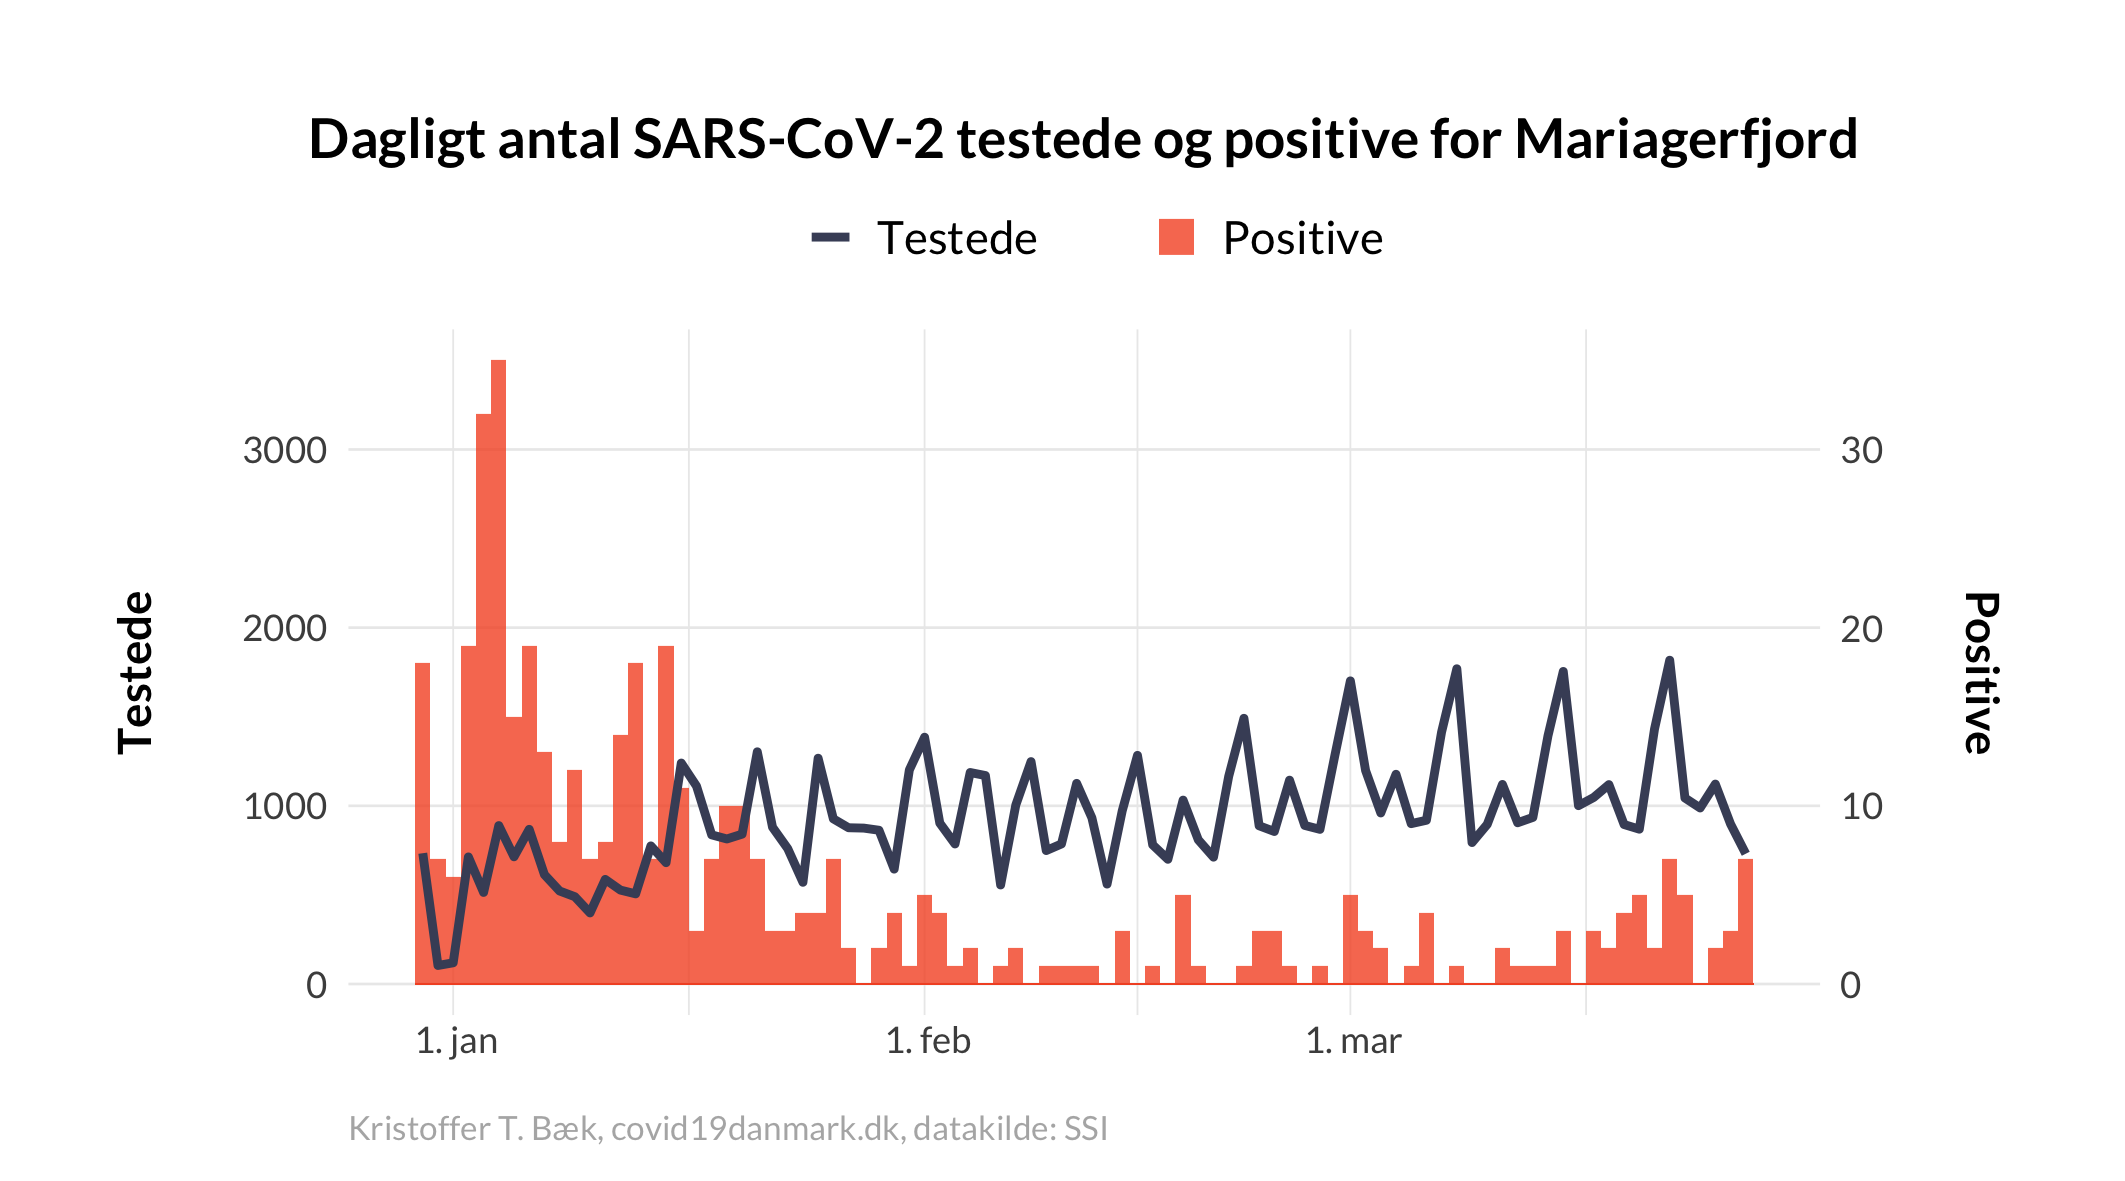 Dagligt antal SARS-CoV-2 testede og positive for Mariagerfjord
Testede
Positive
3000
2000
1000
0
30
20
10
0
Testede
Positive
1. jan
1. feb
1. mar
Kristoffer T. Bæk, covid19danmark.dk, datakilde: SSI